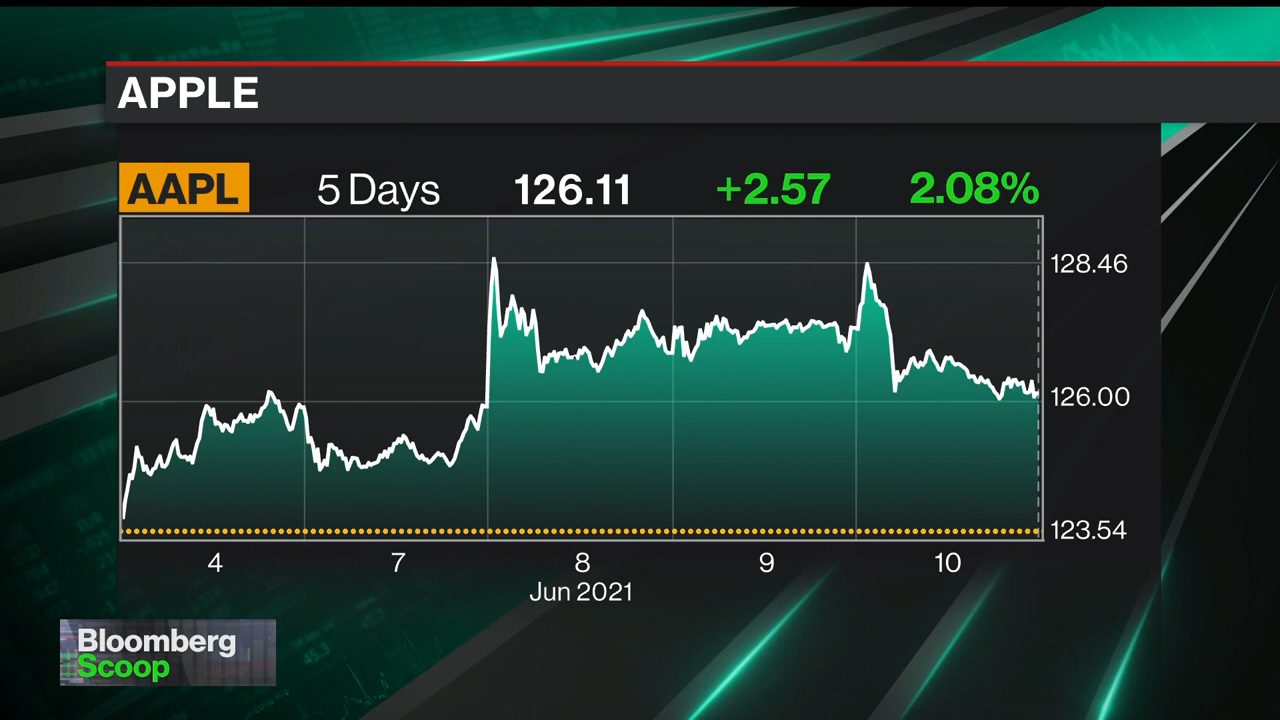 APPLE
AAPL 5 Days 126.11 +2.57 2.08%
128.46
126.00
123.54
4 7 8 9 10
Jun 2021
Bloomberg
Scoop